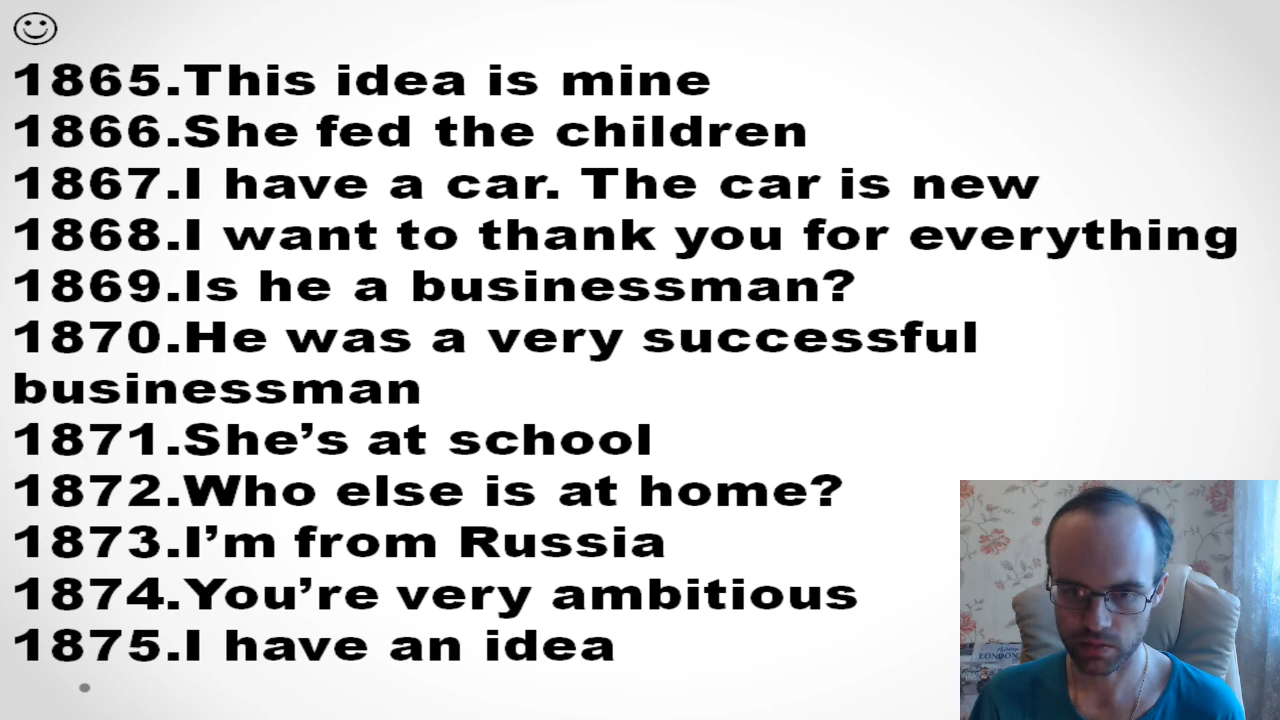 1865.This idea is mine
1866.She fed the children
1867.I have a car. The car is new
1868.I want to thank you for everything
1869.Is he a businessman?
1870.He was a very successful
businessman
1871.She’s at school
1872.Who else is at home?
1873.I’m from Russia
1874.You’re very ambitious
1875.I have an idea
LONDON